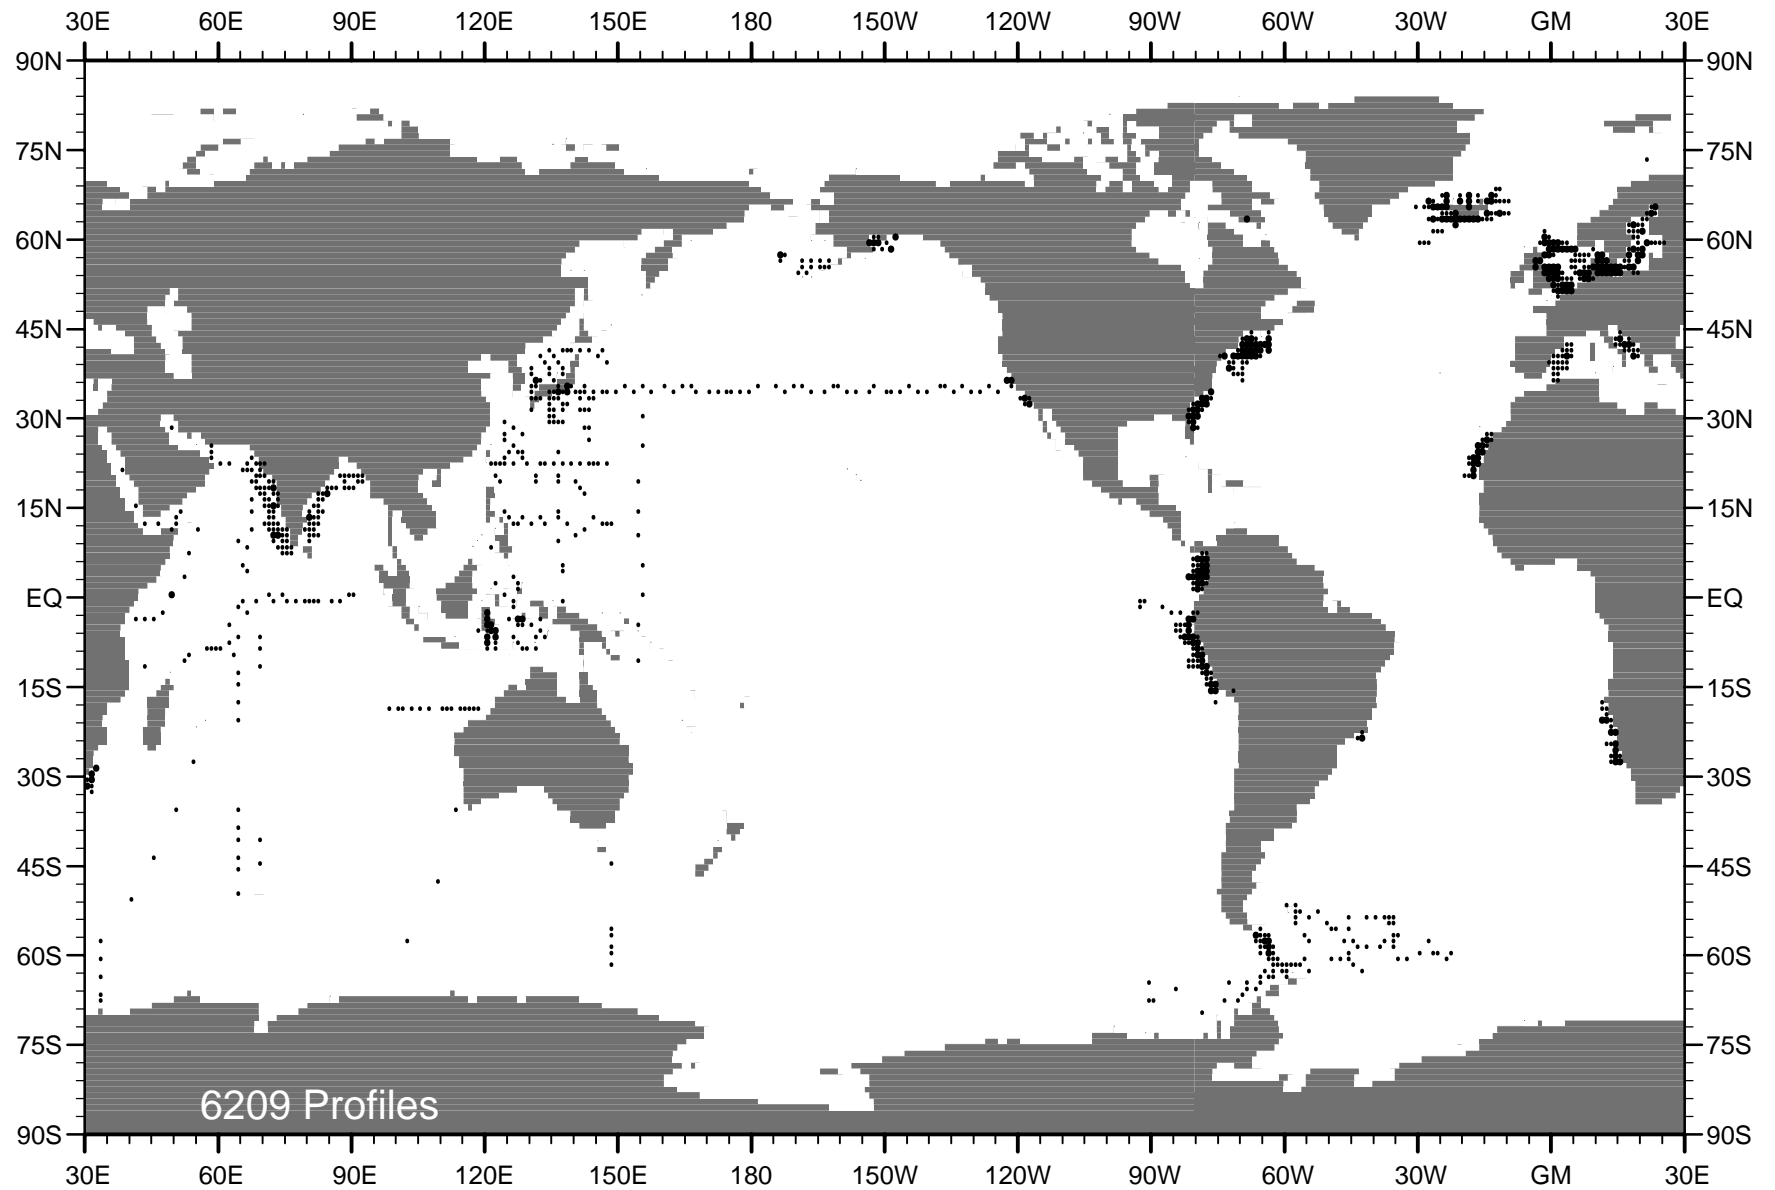 30E 60E 90E 120E 150E 180 150W 120W 90W 60W 30W GM 30E
90N 90N
75N 75N
60N 60N
45N 45N
30N 30N
15N 15N
EQ EQ
15S 15S
30S 30S
45S 45S
60S 60S
75S 75S
6209 Profiles
90S 90S
30E 60E 90E 120E 150E 180 150W 120W 90W 60W 30W GM 30E